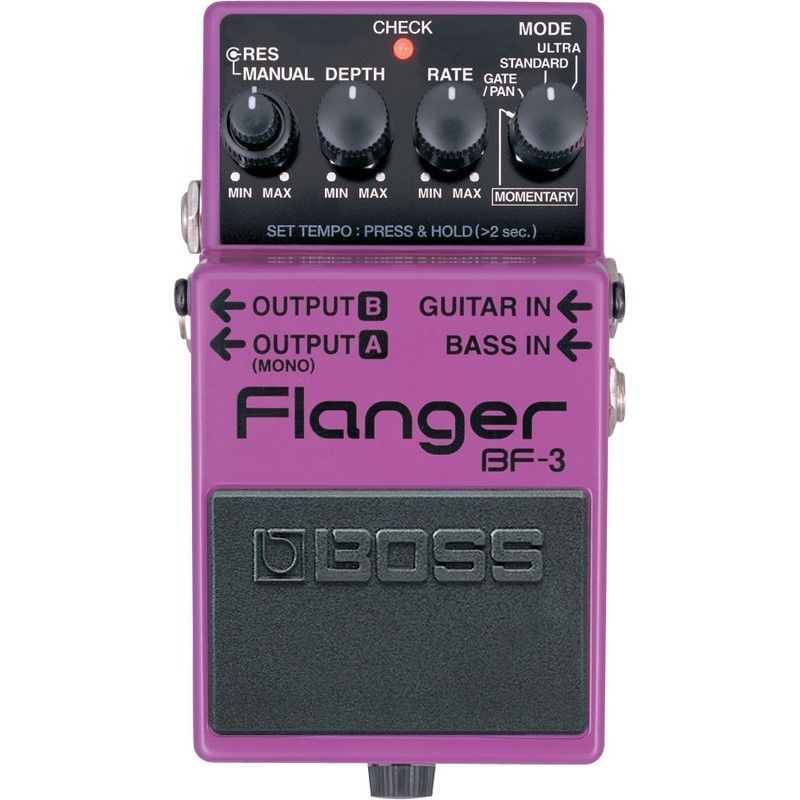 CHECK
MODE
RES
MANUAL
DEPTH
RATE
GATE
/PAN
STANDARD
ULTRA
MIN MAX
MIN MAX
MIN MAX
MOMENTARY
SET TEMPO : PRESS & HOLD (>2 sec.)
OUTPUT B
GUITAR IN
OUTPUT A
(MONO)
BASS IN
Flanger
BF-3
BOSS